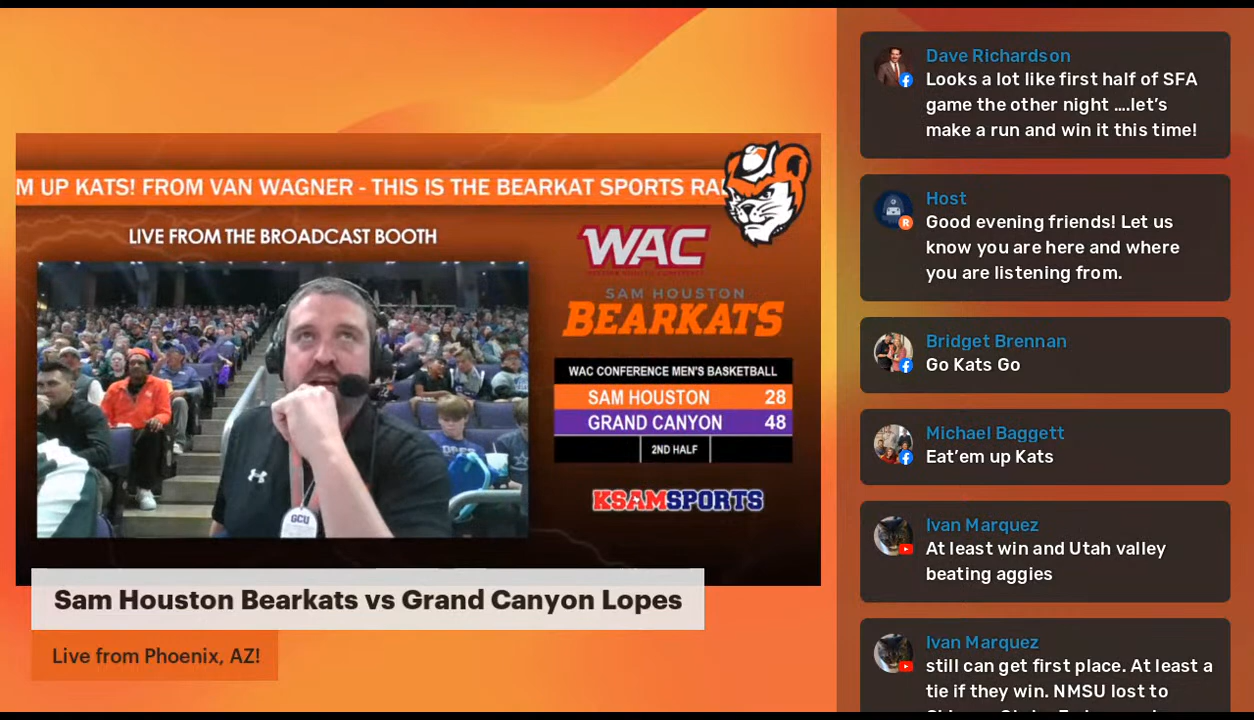 M UP KATS! FROM VAN WAGNER - THIS IS THE BEARKAT SPORTS RA
LIVE FROM THE BROADCAST BOOTH
WAC
SAM HOUSTON
BEARKATS
WAC CONFERENCE MEN'S BASKETBALL
SAM HOUSTON 28
GRAND CANYON 48
2ND HALF
KSAMSPORTS
GCU
Sam Houston Bearkats vs Grand Canyon Lopes
Live from Phoenix, AZ!
Dave Richardson
Looks a lot like first half of SFA
game the other night ....let's
make a run and win it this time!
Host
Good evening friends! Let us
know you are here and where
you are listening from.
Bridget Brennan
Go Kats Go
Michael Baggett
Eat'em up Kats
Ivan Marquez
At least win and Utah valley
beating aggies
Ivan Marquez
still can get first place. At least a
tie if they win. NMSU lost to